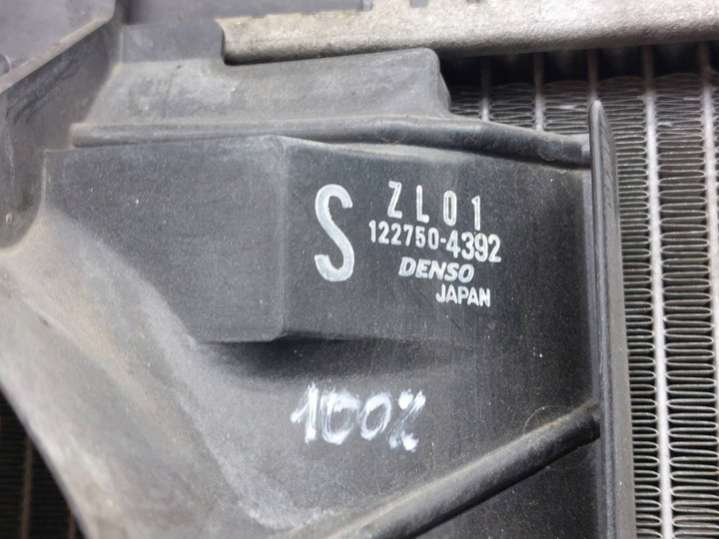 S
ZL01
122750-4392
DENSO
JAPAN
100%